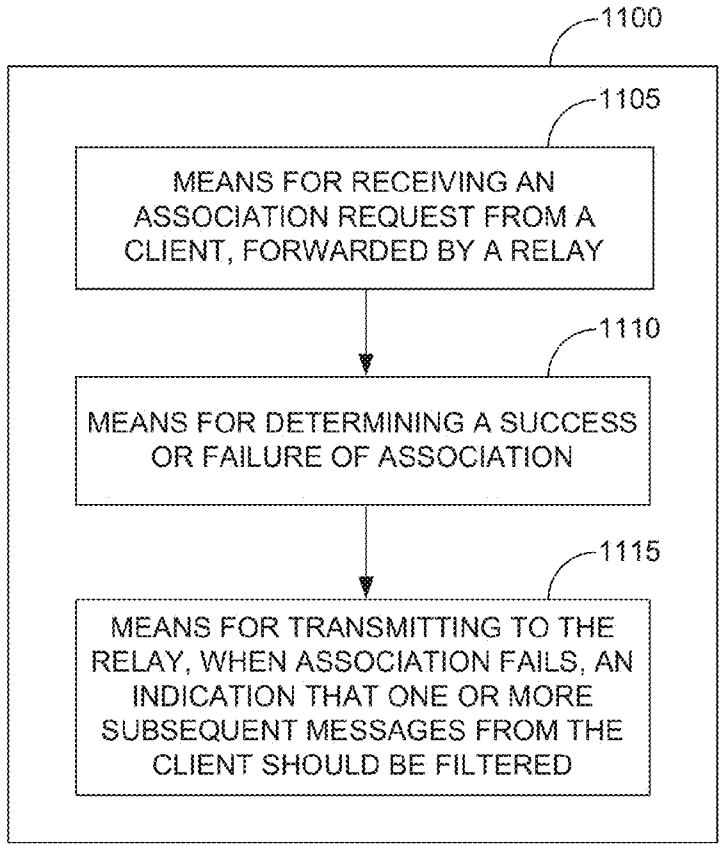 1100
1105
MEANS FOR RECEIVING AN
ASSOCIATION REQUEST FROM A
CLIENT, FORWARDED BY A RELAY
1110
MEANS FOR DETERMINING A SUCCESS
OR FAILURE OF ASSOCIATION
1115
MEANS FOR TRANSMITTING TO THE
RELAY, WHEN ASSOCIATION FAILS, AN
INDICATION THAT ONE OR MORE
SUBSEQUENT MESSAGES FROM THE
CLIENT SHOULD BE FILTERED